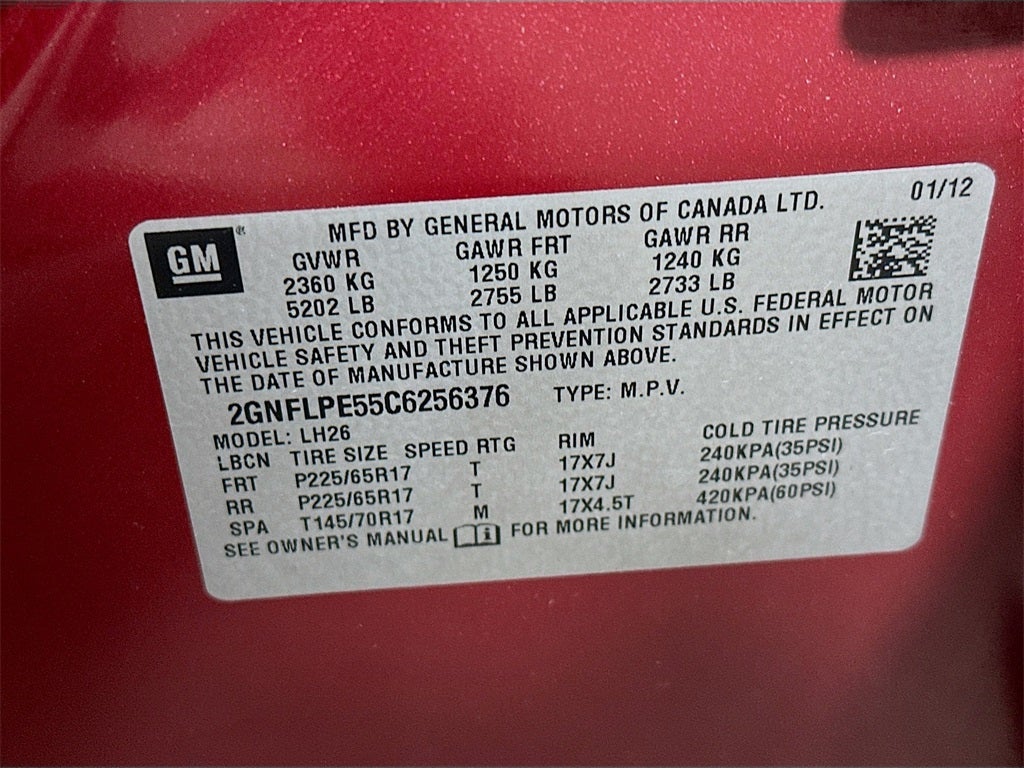 01/12
GM®
MFD BY GENERAL MOTORS OF CANADA LTD.
GVWR GAWR FRT GAWR RR
2360 KG 1250 KG 1240 KG
5202 LB 2755 LB 2733 LB
THIS VEHICLE CONFORMS TO ALL APPLICABLE U.S. FEDERAL MOTOR
VEHICLE SAFETY AND THEFT PREVENTION STANDARDS IN EFFECT ON
THE DATE OF MANUFACTURE SHOWN ABOVE.
2GNFLPE55C6256376 TYPE: M.P.V.
MODEL: LH26
LBCN TIRE SIZE SPEED RTG RIM COLD TIRE PRESSURE
FRT P225/65R17 T 17X7J 240KPA(35PSI)
RR P225/65R17 T 17X7J 240KPA(35PSI)
SPA T145/70R17 M 17X4.5T 420KPA(60PSI)
SEE OWNER'S MANUAL FOR MORE INFORMATION.